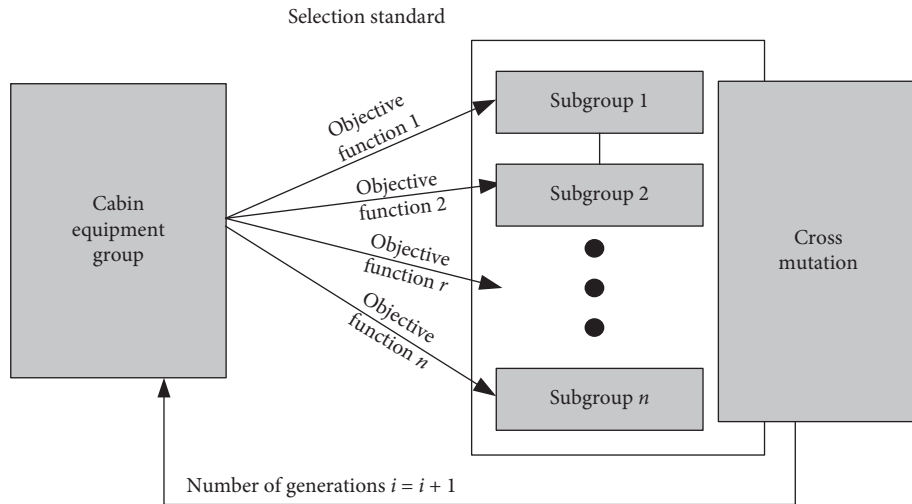 Selection standard
Cabin
equipment
group
Objective
function 1
Objective
function 2
Objective
function r
Objective
function n
Subgroup 1
Subgroup 2
Subgroup n
Cross
mutation
Number of generations i = i + 1